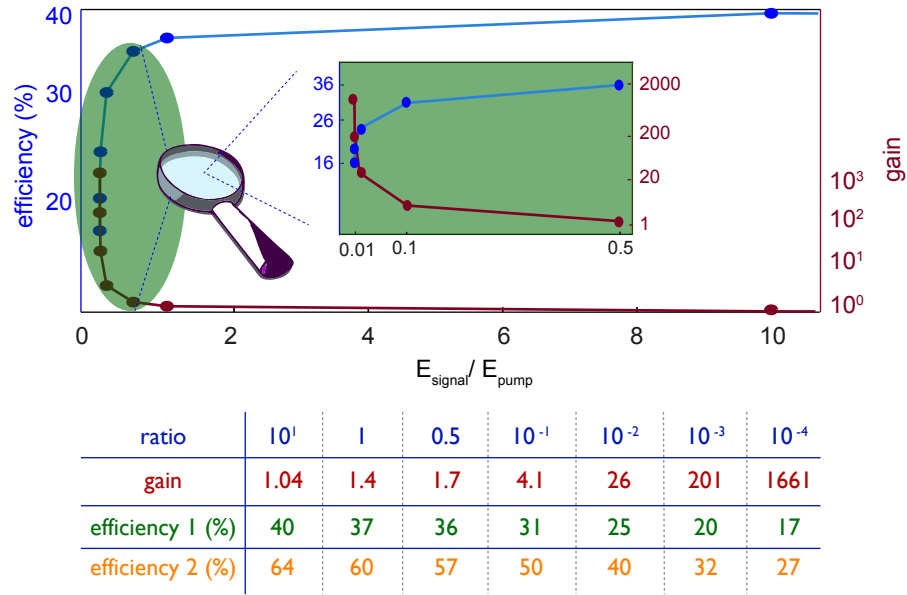 40
30
20
efficiency (%)
36
26
16
2000
200
20
1
0.01 0.1 0.5
gain
10³
10²
10¹
10⁰
0 2 4 6 8 10
E_signal / E_pump
ratio 10¹ 1 0.5 10⁻¹ 10⁻² 10⁻³ 10⁻⁴
gain 1.04 1.4 1.7 4.1 26 201 1661
efficiency 1 (%) 40 37 36 31 25 20 17
efficiency 2 (%) 64 60 57 50 40 32 27